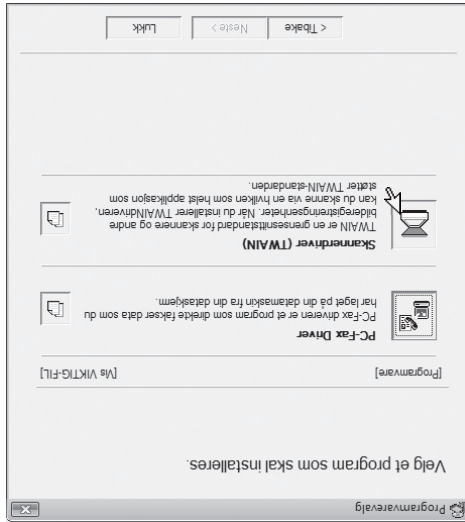 Programvarevalg
Velg et program som skal installeres.
[Programvare] [Vis VIKTIG-FIL]
PC-Fax Driver
PC-Fax driveren er et program som direkte fakser data som du
har laget på din datamaskin fra din dataskjem.
Skannerdriver (TWAIN)
TWAIN er en grensesnittstandard for skannere og andre
bilderegistreringsenheter. Når du installerer TWAINdriveren,
kan du skanne via en hvilken som helst applikasjon som
støtter TWAIN-standarden.
< Tibake Neste > Lukk